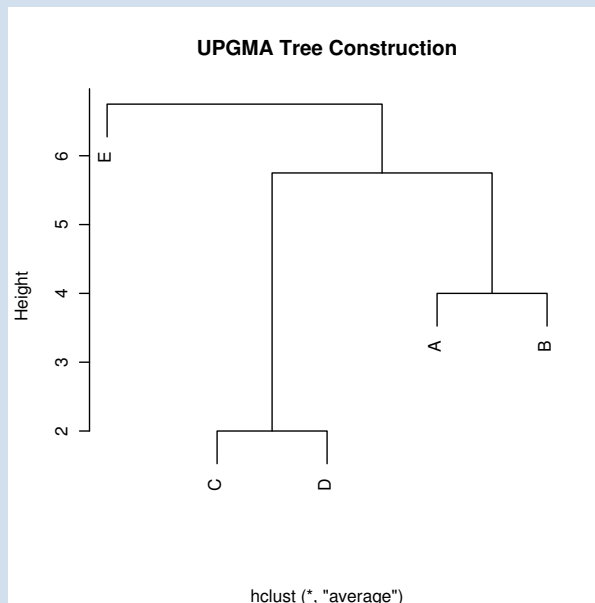 UPGMA Tree Construction
Height
6
5
4
3
2
E
C
D
A
B
hclust (*, "average")